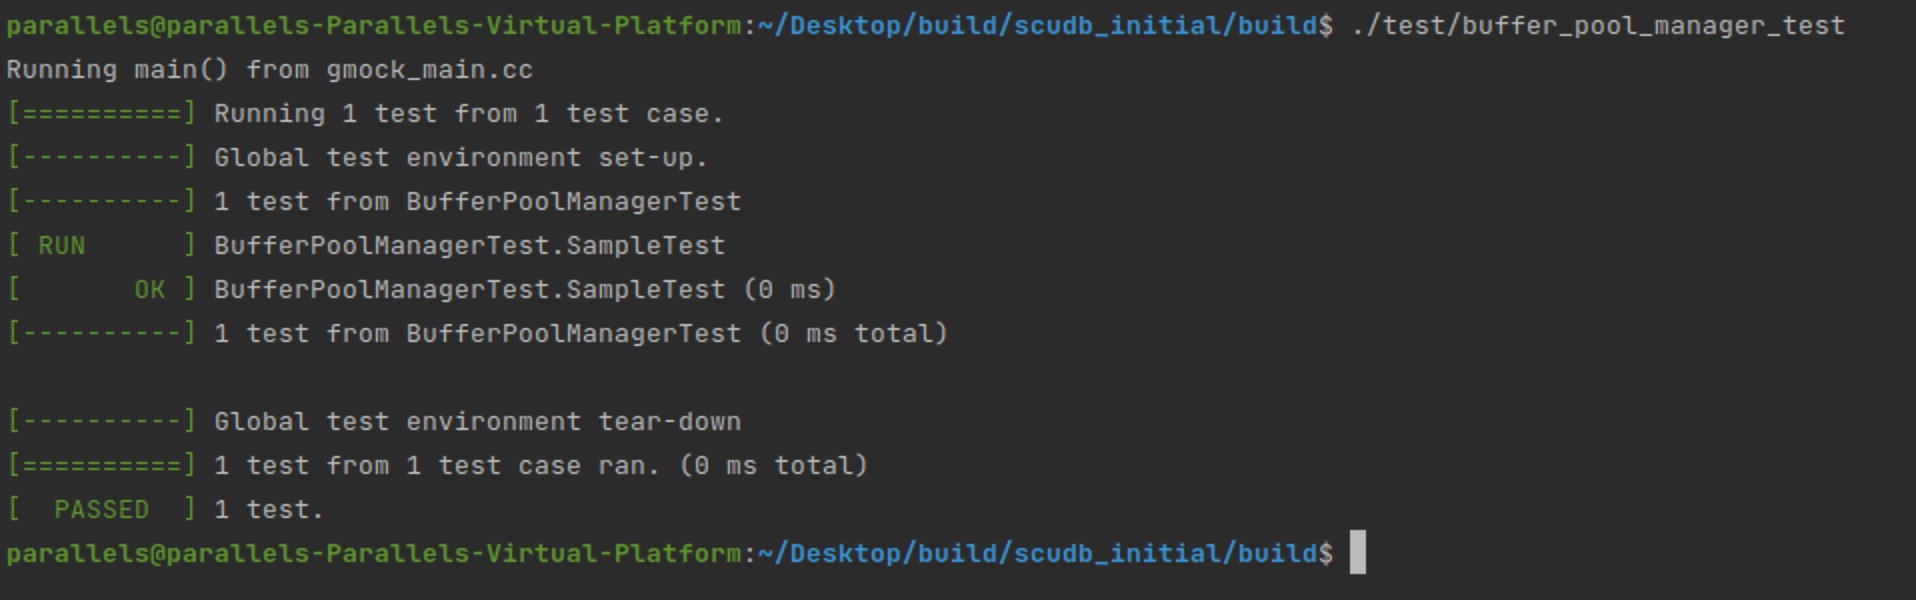 parallels@parallels-Parallels-Virtual-Platform:~/Desktop/build/scudb_initial/build$ ./test/buffer_pool_manager_test
Running main() from gmock_main.cc
[==========] Running 1 test from 1 test case.
[----------] Global test environment set-up.
[----------] 1 test from BufferPoolManagerTest
[ RUN      ] BufferPoolManagerTest.SampleTest
[       OK ] BufferPoolManagerTest.SampleTest (0 ms)
[----------] 1 test from BufferPoolManagerTest (0 ms total)
[----------] Global test environment tear-down
[==========] 1 test from 1 test case ran. (0 ms total)
[  PASSED  ] 1 test.
parallels@parallels-Parallels-Virtual-Platform:~/Desktop/build/scudb_initial/build$